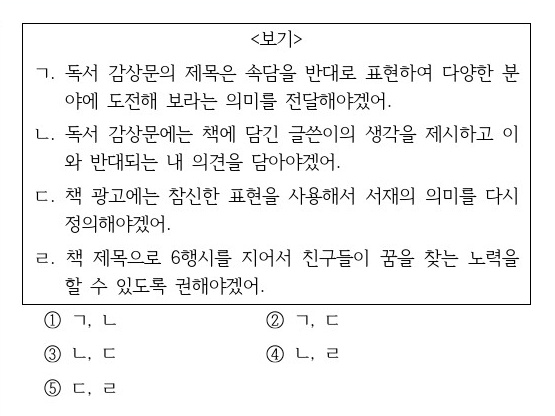 <보기>
ㄱ. 독서 감상문의 제목은 속담을 반대로 표현하여 다양한 분
야에 도전해 보라는 의미를 전달해야겠어.
ㄴ. 독서 감상문에는 책에 담긴 글쓴이의 생각을 제시하고 이
와 반대되는 내 의견을 담아야겠어.
ㄷ. 책 광고에는 참신한 표현을 사용해서 서재의 의미를 다시
정의해야겠어.
ㄹ. 책 제목으로 6행시를 지어서 친구들이 꿈을 찾는 노력을
할 수 있도록 권해야겠어.
① ㄱ, ㄴ ② ㄱ, ㄷ
③ ㄴ, ㄷ ④ ㄴ, ㄹ
⑤ ㄷ, ㄹ